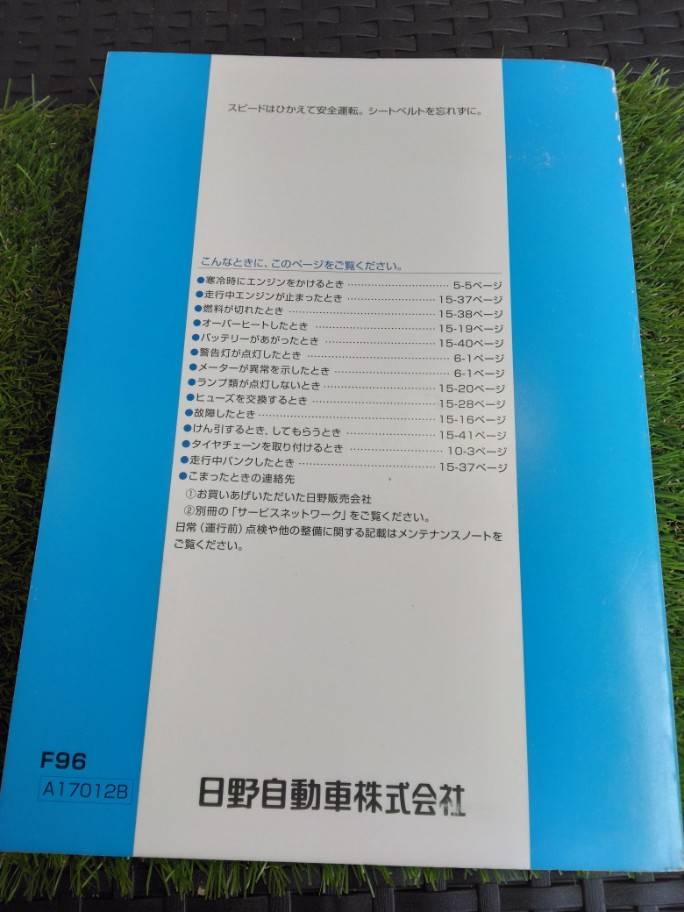 スピードはひかえて安全運転。シートベルトを忘れずに。
こんなときに、このページをご覧ください。
●寒冷時にエンジンをかけるとき ………………………… 5-5ページ
●走行中エンジンが止まったとき ……………………… 15-37ページ
●燃料が切れたとき …………………………………… 15-38ページ
●オーバーヒートしたとき …………………………… 15-19ページ
●バッテリーがあがったとき ………………………… 15-40ページ
●警告灯が点灯したとき ………………………………… 6-1ページ
●メーターが異常を示したとき ………………………… 6-1ページ
●ランプ類が点灯しないとき ………………………… 15-20ページ
●ヒューズを交換するとき …………………………… 15-28ページ
●故障したとき ………………………………………… 15-16ページ
●けん引するとき、してもらうとき ………………… 15-41ページ
●タイヤチェーンを取り付けるとき …………………… 10-3ページ
●走行中パンクしたとき ……………………………… 15-37ページ
●こまったときの連絡先
①お買いあげいただいた日野販売会社
②別冊の「サービスネットワーク」をご覧ください。
日常（運行前）点検や他の整備に関する記載はメンテナンスノートを
ご覧ください。
F96
A17012B
日野自動車株式会社